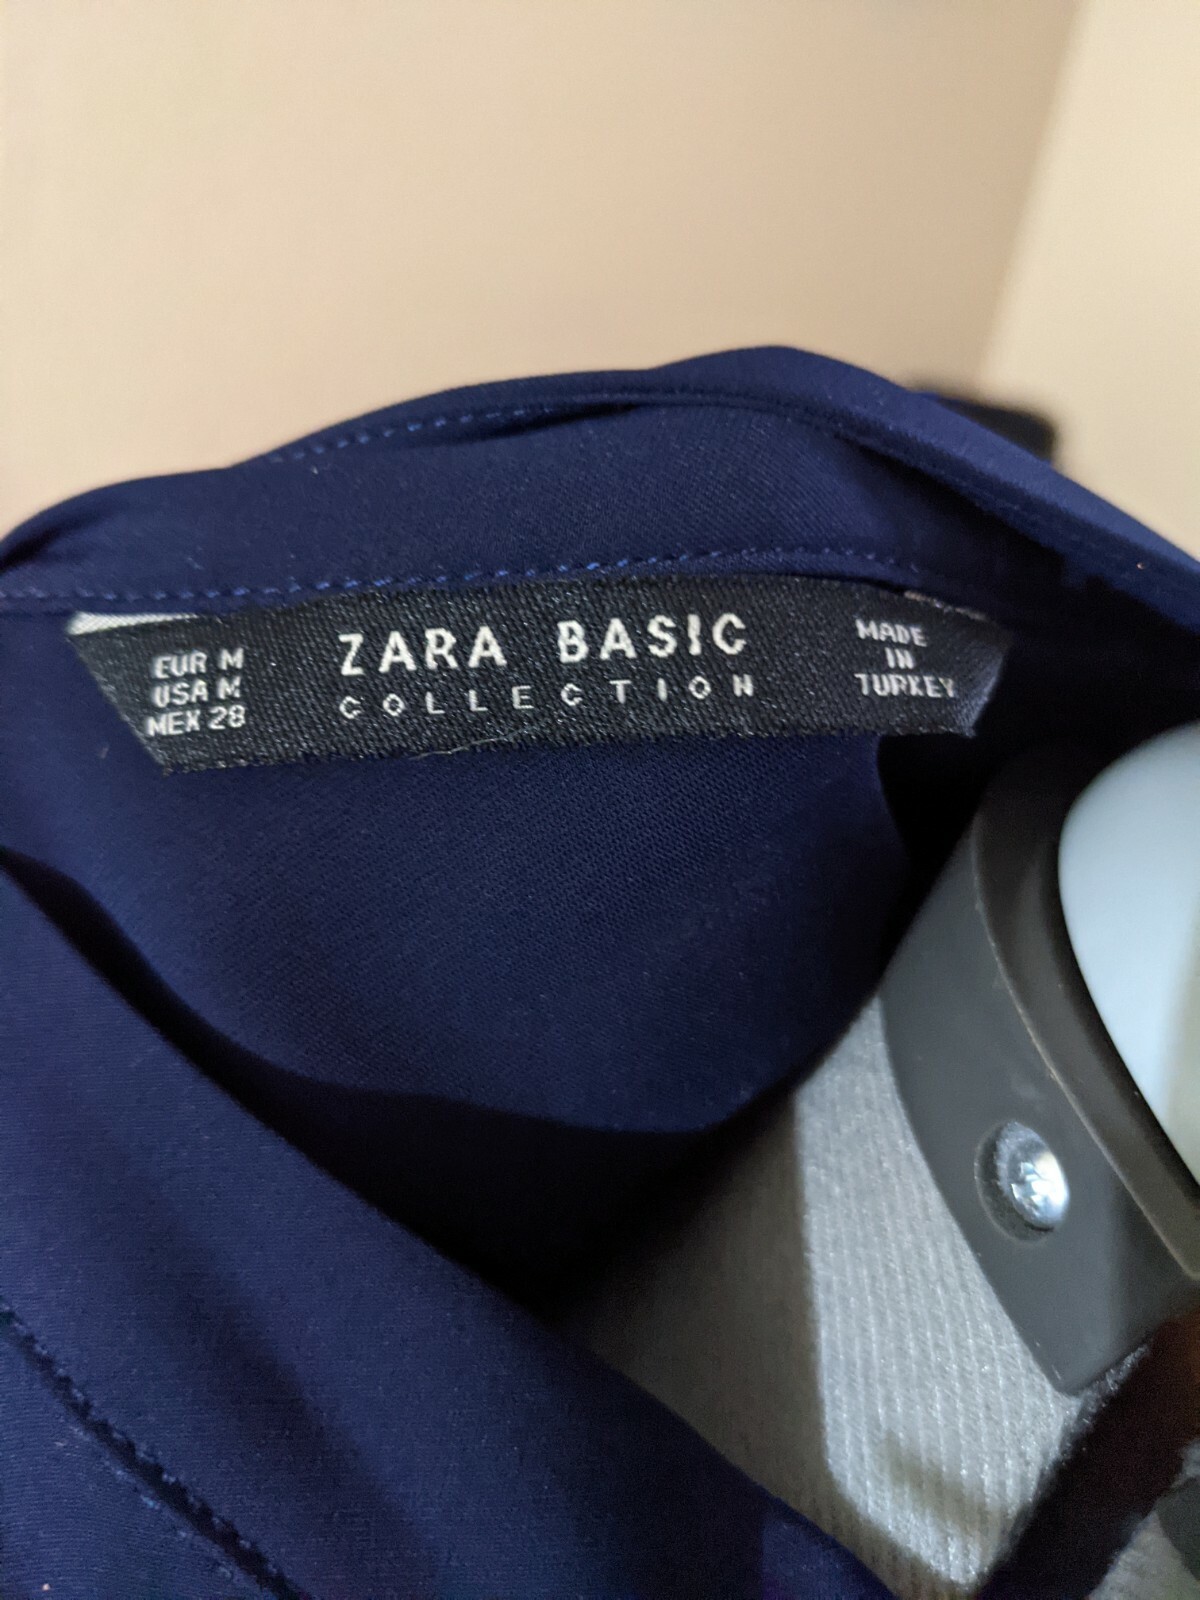 EUR M
USA M
MEX 28
ZARA BASIC
COLLECTION
MADE
IN
TURKEY